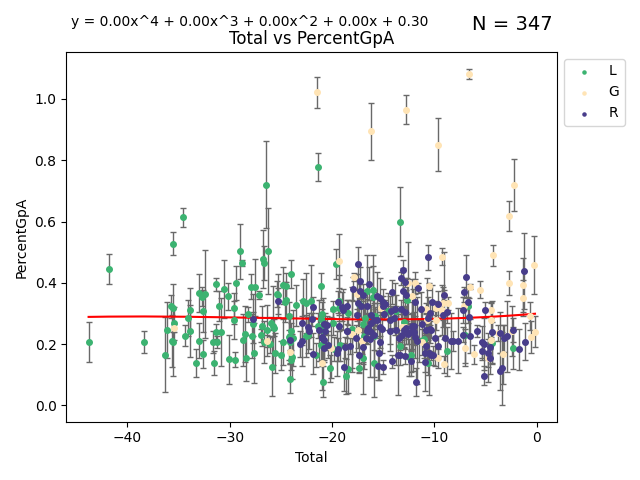 y = 0.00x^4 + 0.00x^3 + 0.00x^2 + 0.00x + 0.30
N = 347
Total vs PercentGpA
L
G
R
1.0
0.8
0.6
0.4
0.2
0.0
PercentGpA
−40
−30
−20
−10
0
Total